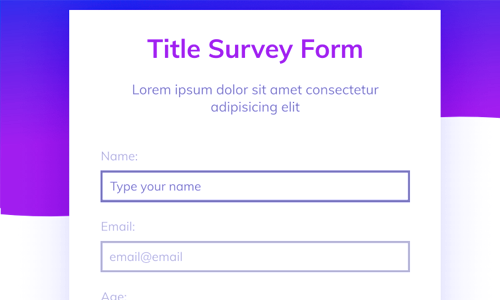 Title Survey Form
Lorem ipsum dolor sit amet consectetur
adipisicing elit
Name:
Type your name
Email:
email@email
Age: